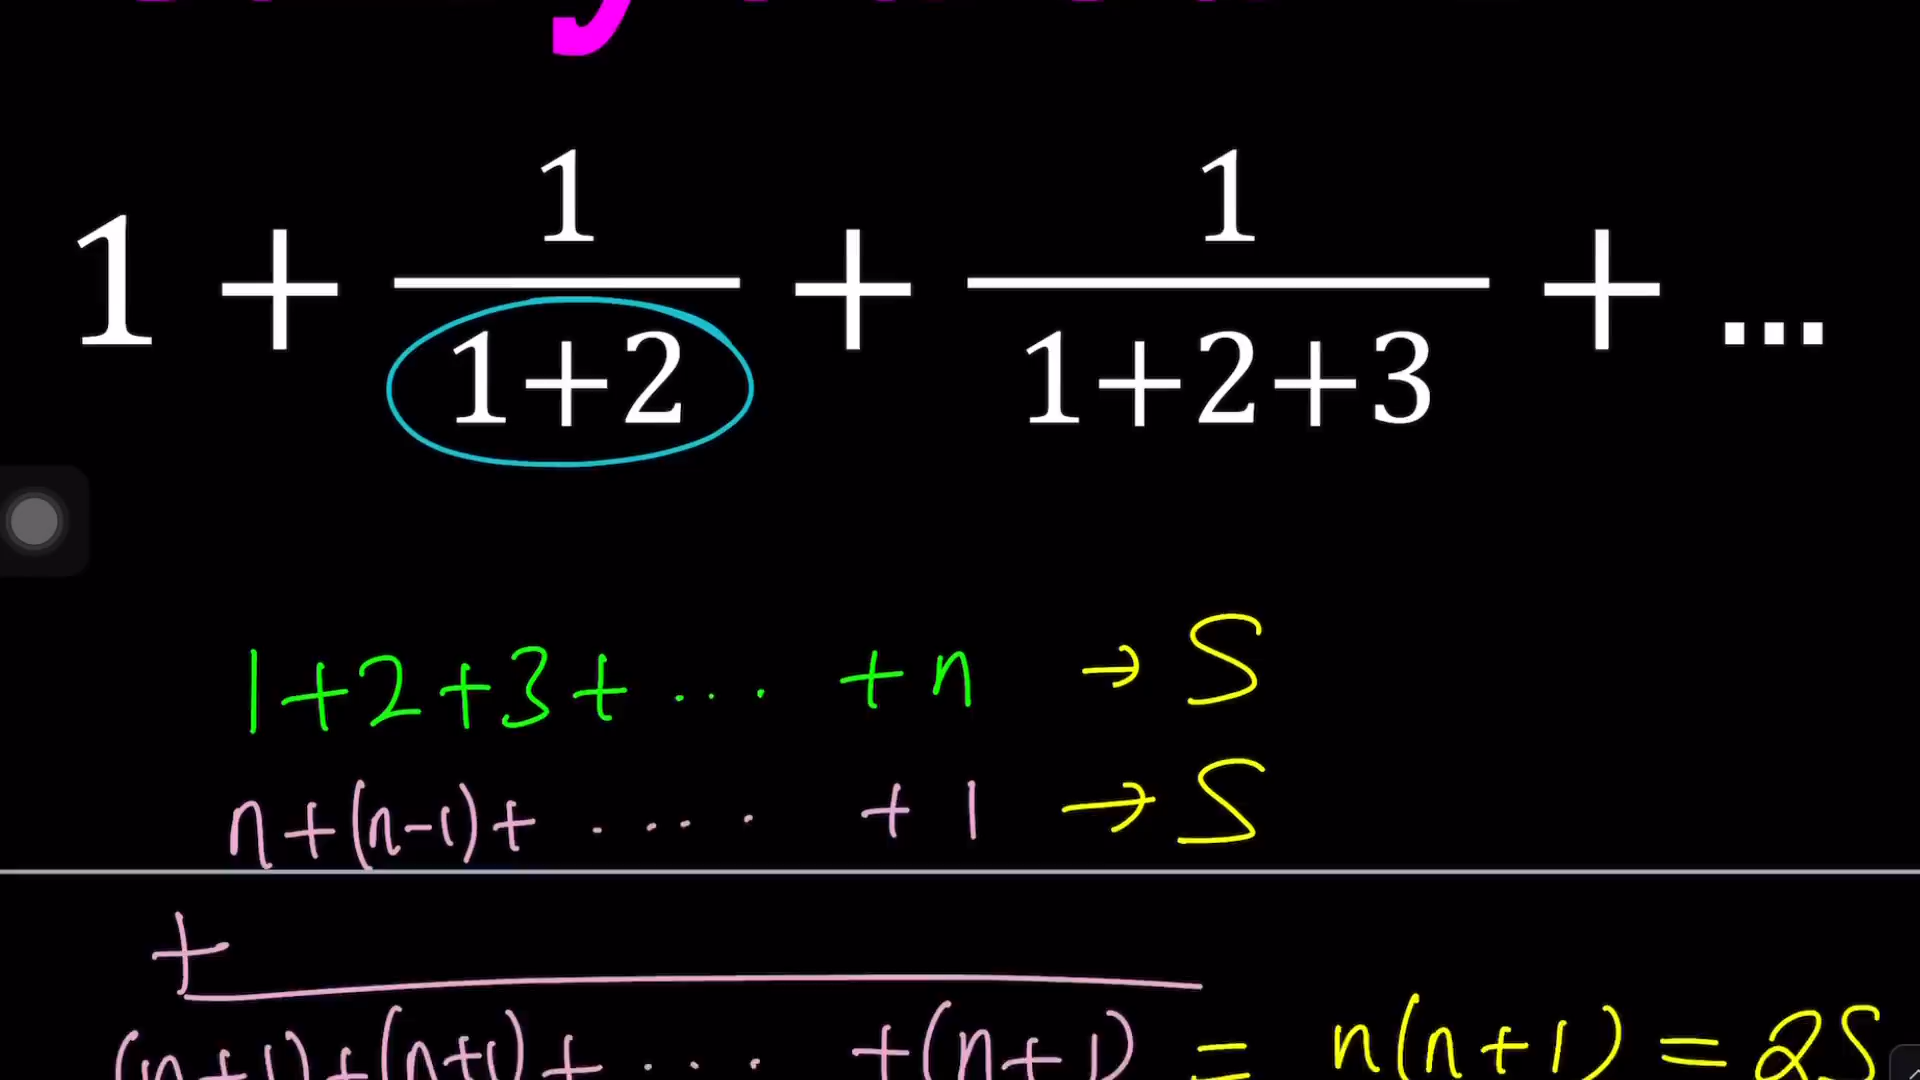 1 + 1/(1+2) + 1/(1+2+3) + ...
1+2+3+ ... +n → S
n+(n-1)+ .... +1 → S
+
(n+1)+(n+1)+ ... +(n+1) = n(n+1) = 2S